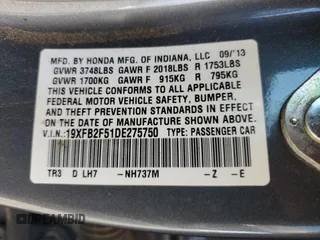 MFD. BY HONDA MFG. OF INDIANA, LLC 09/13
GVWR 3748LBS GAWR F 2018LBS R 1753LBS
GVWR 1700KG GAWR F 915KG R 795KG
THIS VEHICLE CONFORMS TO ALL APPLICABLE
FEDERAL MOTOR VEHICLE SAFETY, BUMPER,
AND THEFT PREVENTION STANDARDS IN EFFECT
ON THE DATE OF MANUFACTURE SHOWN ABOVE.
V.I.N.: 19XFB2F51DE275750 TYPE: PASSENGER CAR
TR3 D LH7 -NH737M -Z -E
DREAMBID